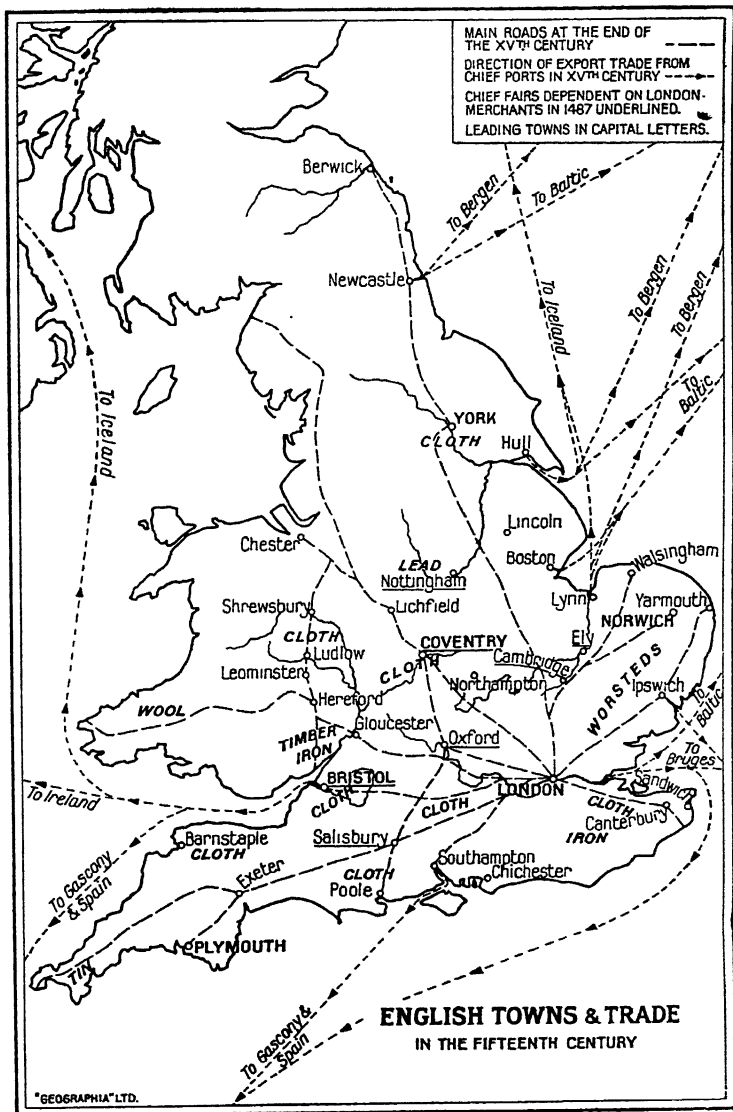 MAIN ROADS AT THE END OF
THE XVTH CENTURY
DIRECTION OF EXPORT TRADE FROM
CHIEF PORTS IN XVTH CENTURY
CHIEF FAIRS DEPENDENT ON LONDON-
MERCHANTS IN 1487 UNDERLINED.
LEADING TOWNS IN CAPITAL LETTERS.
Berwick
To Bergen
To Baltic
Newcastle
To Iceland
To Bergen
To Bergen
To
Baltic
To Iceland
YORK
CLOTH
Hull
Lincoln
Chester
Boston
Walsingham
LEAD
Nottingham
Lynn
Yarmouth
Shrewsbury
Lichfield
NORWICH
CLOTH
Ludlow
COVENTRY
Ely
Cambridge
Leominster
CLOTH
Northampton
WORSTEDS
Ipswich
WOOL
Hereford
To
Baltic
TIMBER
IRON
Gloucester
Oxford
To
Bruges
BRISTOL
LONDON
Sandwich
To Ireland
CLOTH
CLOTH
CLOTH
Canterbury
Barnstaple
CLOTH
Salisbury
IRON
To Gascony
& Spain
Exeter
CLOTH
Poole
Southampton
Chichester
PLYMOUTH
TIN
To Gascony &
Spain
ENGLISH TOWNS & TRADE
IN THE FIFTEENTH CENTURY
"GEOGRAPHIA" LTD.